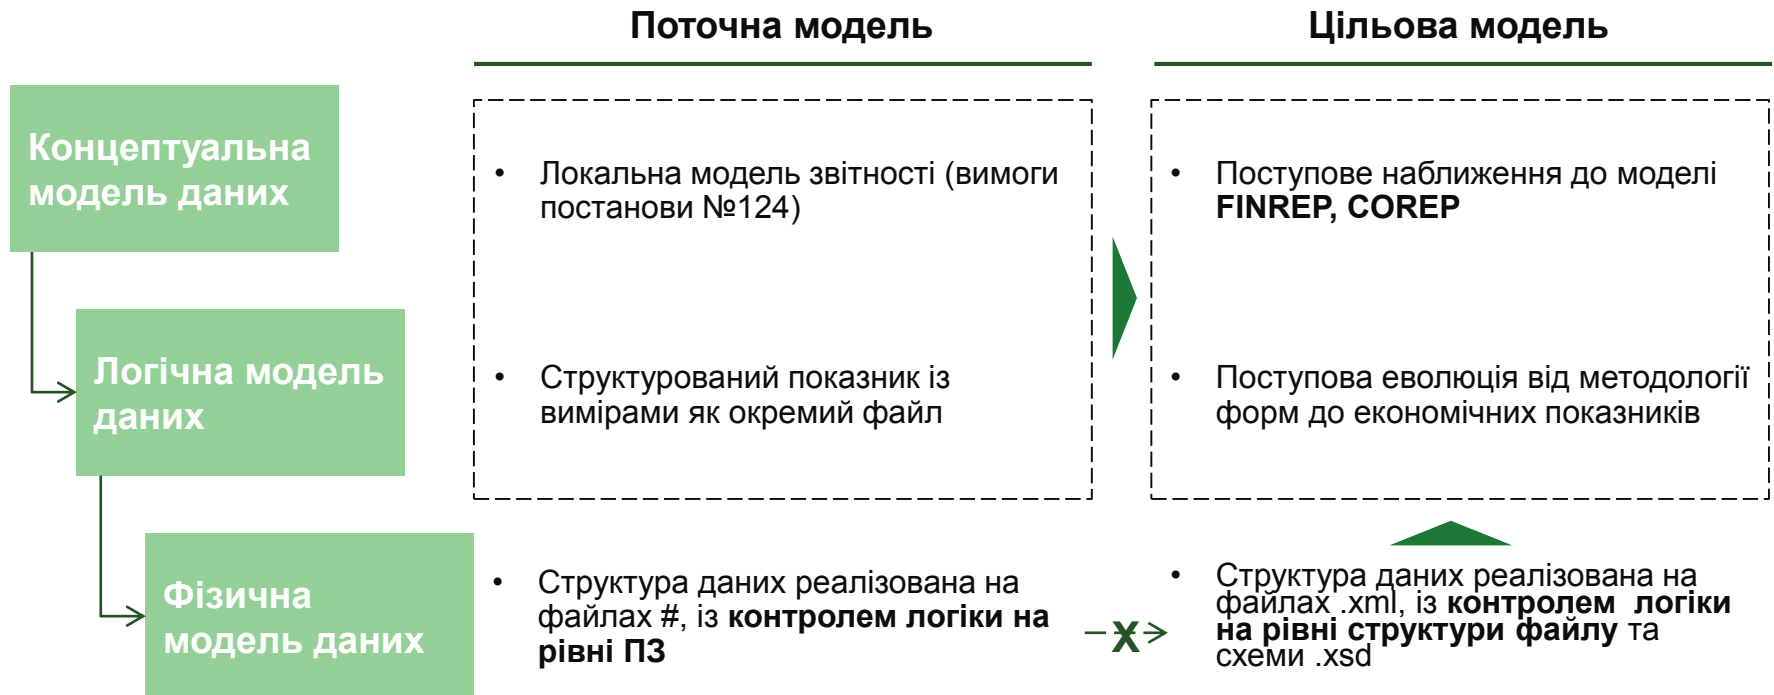 Поточна модель
Цільова модель
Концептуальна
модель даних
• Локальна модель звітності (вимоги
постанови №124)
• Поступове наближення до моделі
FINREP, COREP
Логічна модель
даних
• Структурований показник із
вимірами як окремий файл
• Поступова еволюція від методології
форм до економічних показників
Фізична
модель даних
• Структура даних реалізована на
файлах #, із контролем логіки на
рівні ПЗ
X
• Структура даних реалізована на
файлах .xml, із контролем логіки
на рівні структури файлу та
схеми .xsd